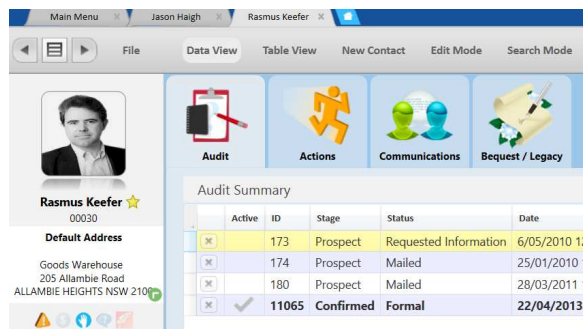 Main Menu Jason Haigh Rasmus Keefer
File Data View Table View New Contact Edit Mode Search Mode
Audit Actions Communications Bequest / Legacy
Rasmus Keefer
00030
Default Address
Goods Warehouse
205 Allambie Road
ALLAMBIE HEIGHTS NSW 2100
Audit Summary
Active ID Stage Status Date
173 Prospect Requested Information 6/05/2010
174 Prospect Mailed 25/01/2010
180 Prospect Mailed 28/03/2011
11065 Confirmed Formal 22/04/2013